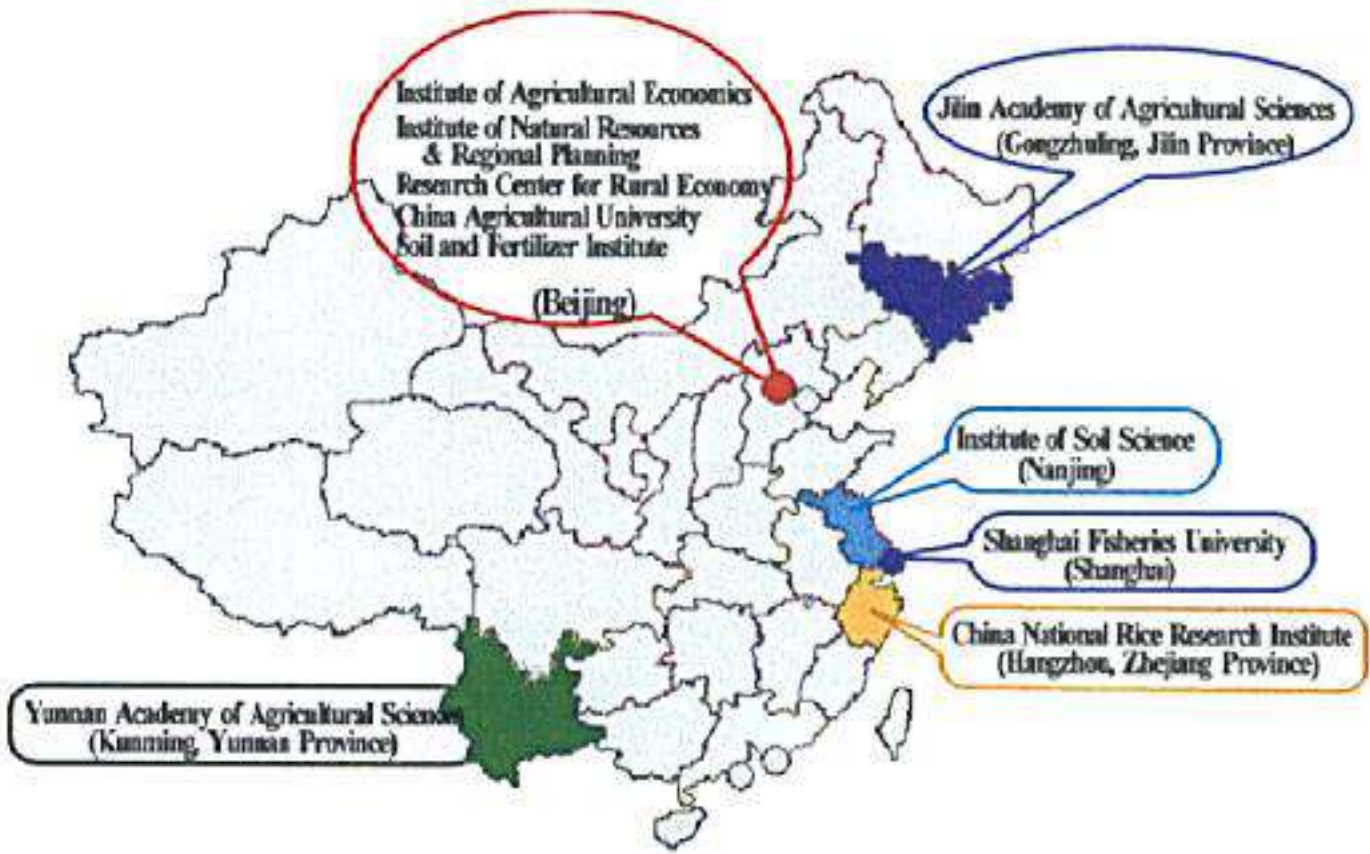 Institute of Agricultural Economics
Institute of Natural Resources
& Regional Planning
Research Center for Rural Economy
China Agricultural University
Soil and Fertilizer Institute
(Beijing)
Jilin Academy of Agricultural Sciences
(Gongzhuling, Jilin Province)
Institute of Soil Science
(Nanjing)
Shanghai Fisheries University
(Shanghai)
China National Rice Research Institute
(Hangzhou, Zhejiang Province)
Yunnan Academy of Agricultural Sciences
(Kunming, Yunnan Province)